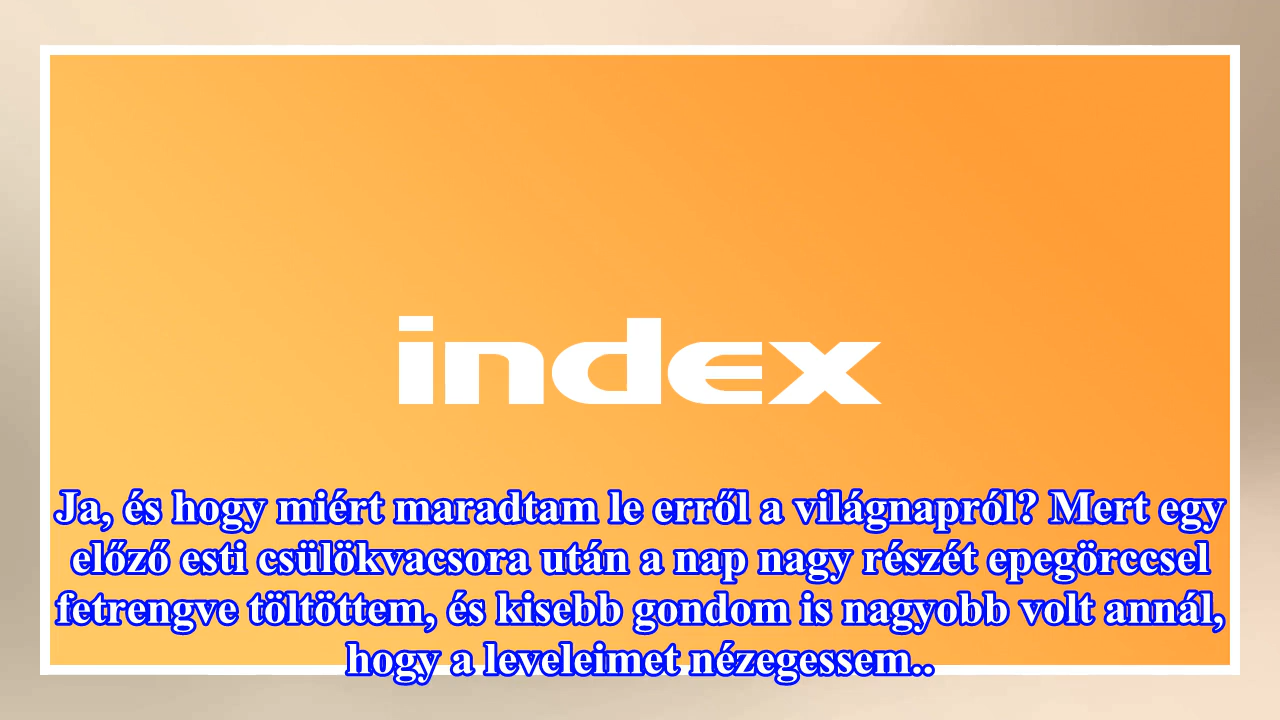 index
Ja, és hogy miért maradtam le erről a világnapról? Mert egy
előző esti csülökvacsora után a nap nagy részét epegörccsel
fetrengve töltöttem, és kisebb gondom is nagyobb volt annál,
hogy a leveleimet nézegessem..